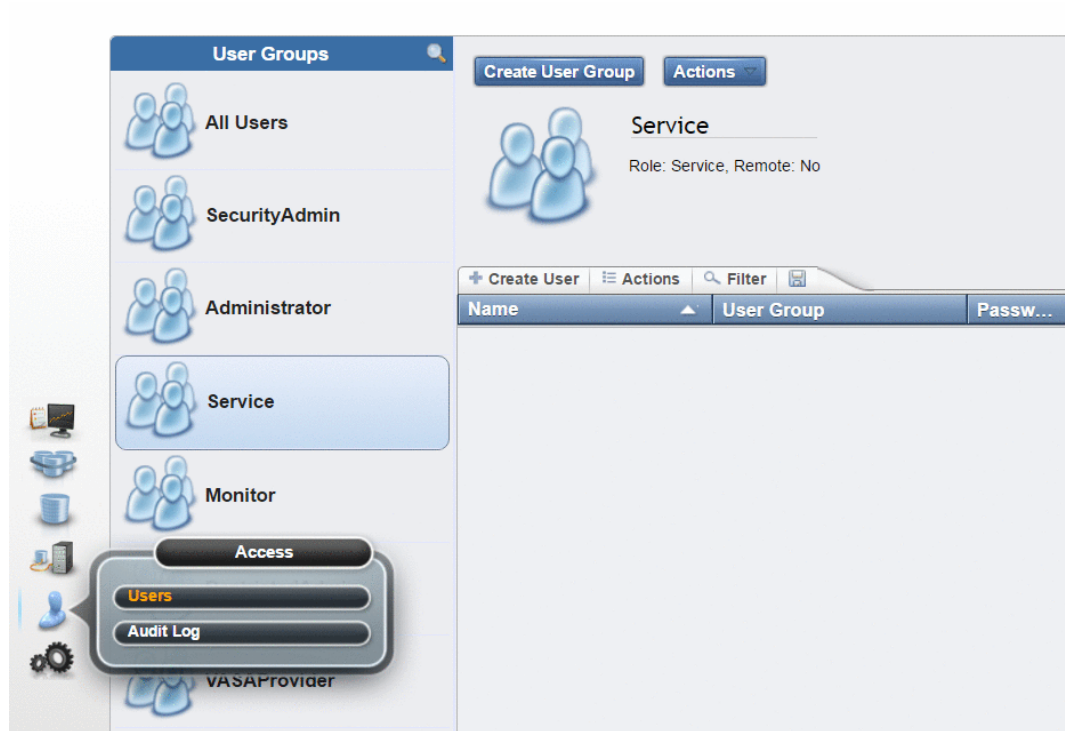 User Groups
All Users
SecurityAdmin
Administrator
Service
Monitor
VASAProvider
Access
Users
Audit Log
Create User Group
Actions
Service
Role: Service, Remote: No
Create User
Actions
Filter
Name
User Group
Passw...